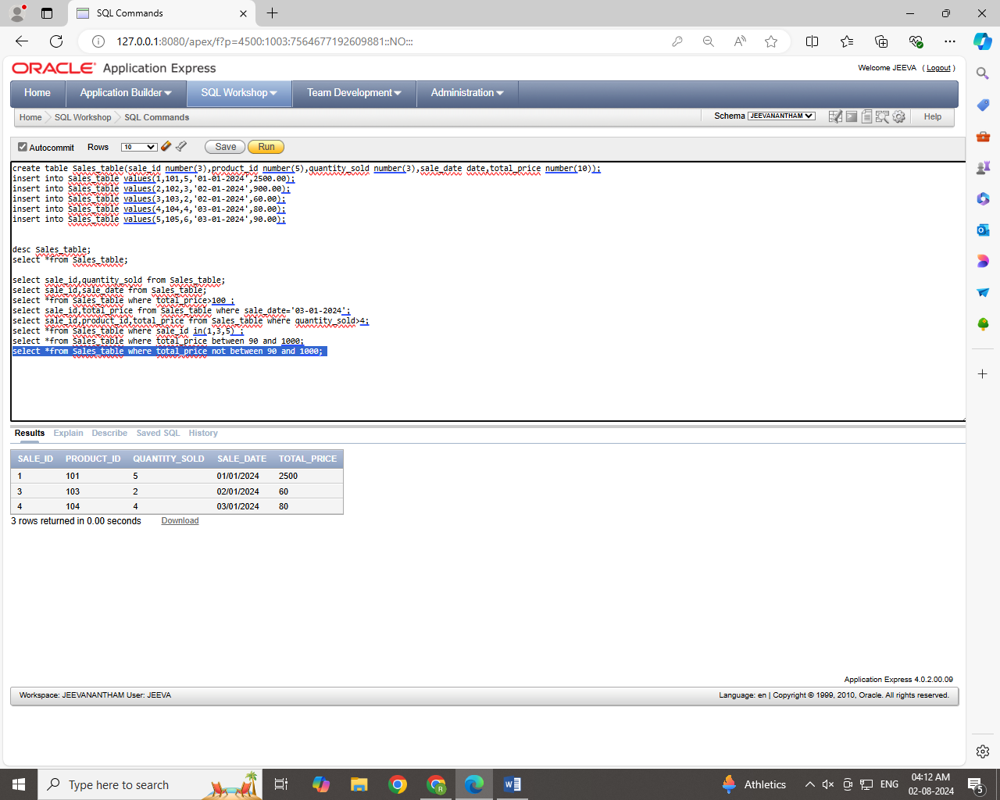 SQL Commands
127.0.0.1:8080/apex/f?p=4500:1003:7564677192609881::NO:::
ORACLE Application Express
Welcome JEEVA ( Logout )
Home Application Builder SQL Workshop Team Development Administration
Home SQL Workshop SQL Commands Schema JEEVANANTHAM Help
Autocommit Rows 10 Save Run
create table Sales_table(sale_id number(3),product_id number(5),quantity_sold number(3),sale_date date,total_price number(10));
insert into Sales_table values(1,101,5,'01-01-2024',2500.00);
insert into Sales_table values(2,102,3,'02-01-2024',900.00);
insert into Sales_table values(3,103,2,'02-01-2024',60.00);
insert into Sales_table values(4,104,4,'03-01-2024',80.00);
insert into Sales_table values(5,105,6,'03-01-2024',90.00);
desc Sales_table;
select *from Sales_table;
select sale_id,quantity_sold from Sales_table;
select sale_id,sale_date from Sales_table;
select *from Sales_table where total_price>100 ;
select sale_id,total_price from Sales_table where sale_date='03-01-2024';
select sale_id,product_id,total_price from Sales_table where quantity_sold>4;
select *from Sales_table where sale_id in(1,3,5) ;
select *from Sales_table where total_price between 90 and 1000;
select *from Sales_table where total_price not between 90 and 1000;
Results Explain Describe Saved SQL History
SALE_ID PRODUCT_ID QUANTITY_SOLD SALE_DATE TOTAL_PRICE
1 101 5 01/01/2024 2500
3 103 2 02/01/2024 60
4 104 4 03/01/2024 80
3 rows returned in 0.00 seconds Download
Application Express 4.0.2.00.09
Workspace: JEEVANANTHAM User: JEEVA Language: en | Copyright © 1999, 2010, Oracle. All rights reserved.
Type here to search Athletics ENG 04:12 AM
02-08-2024 5